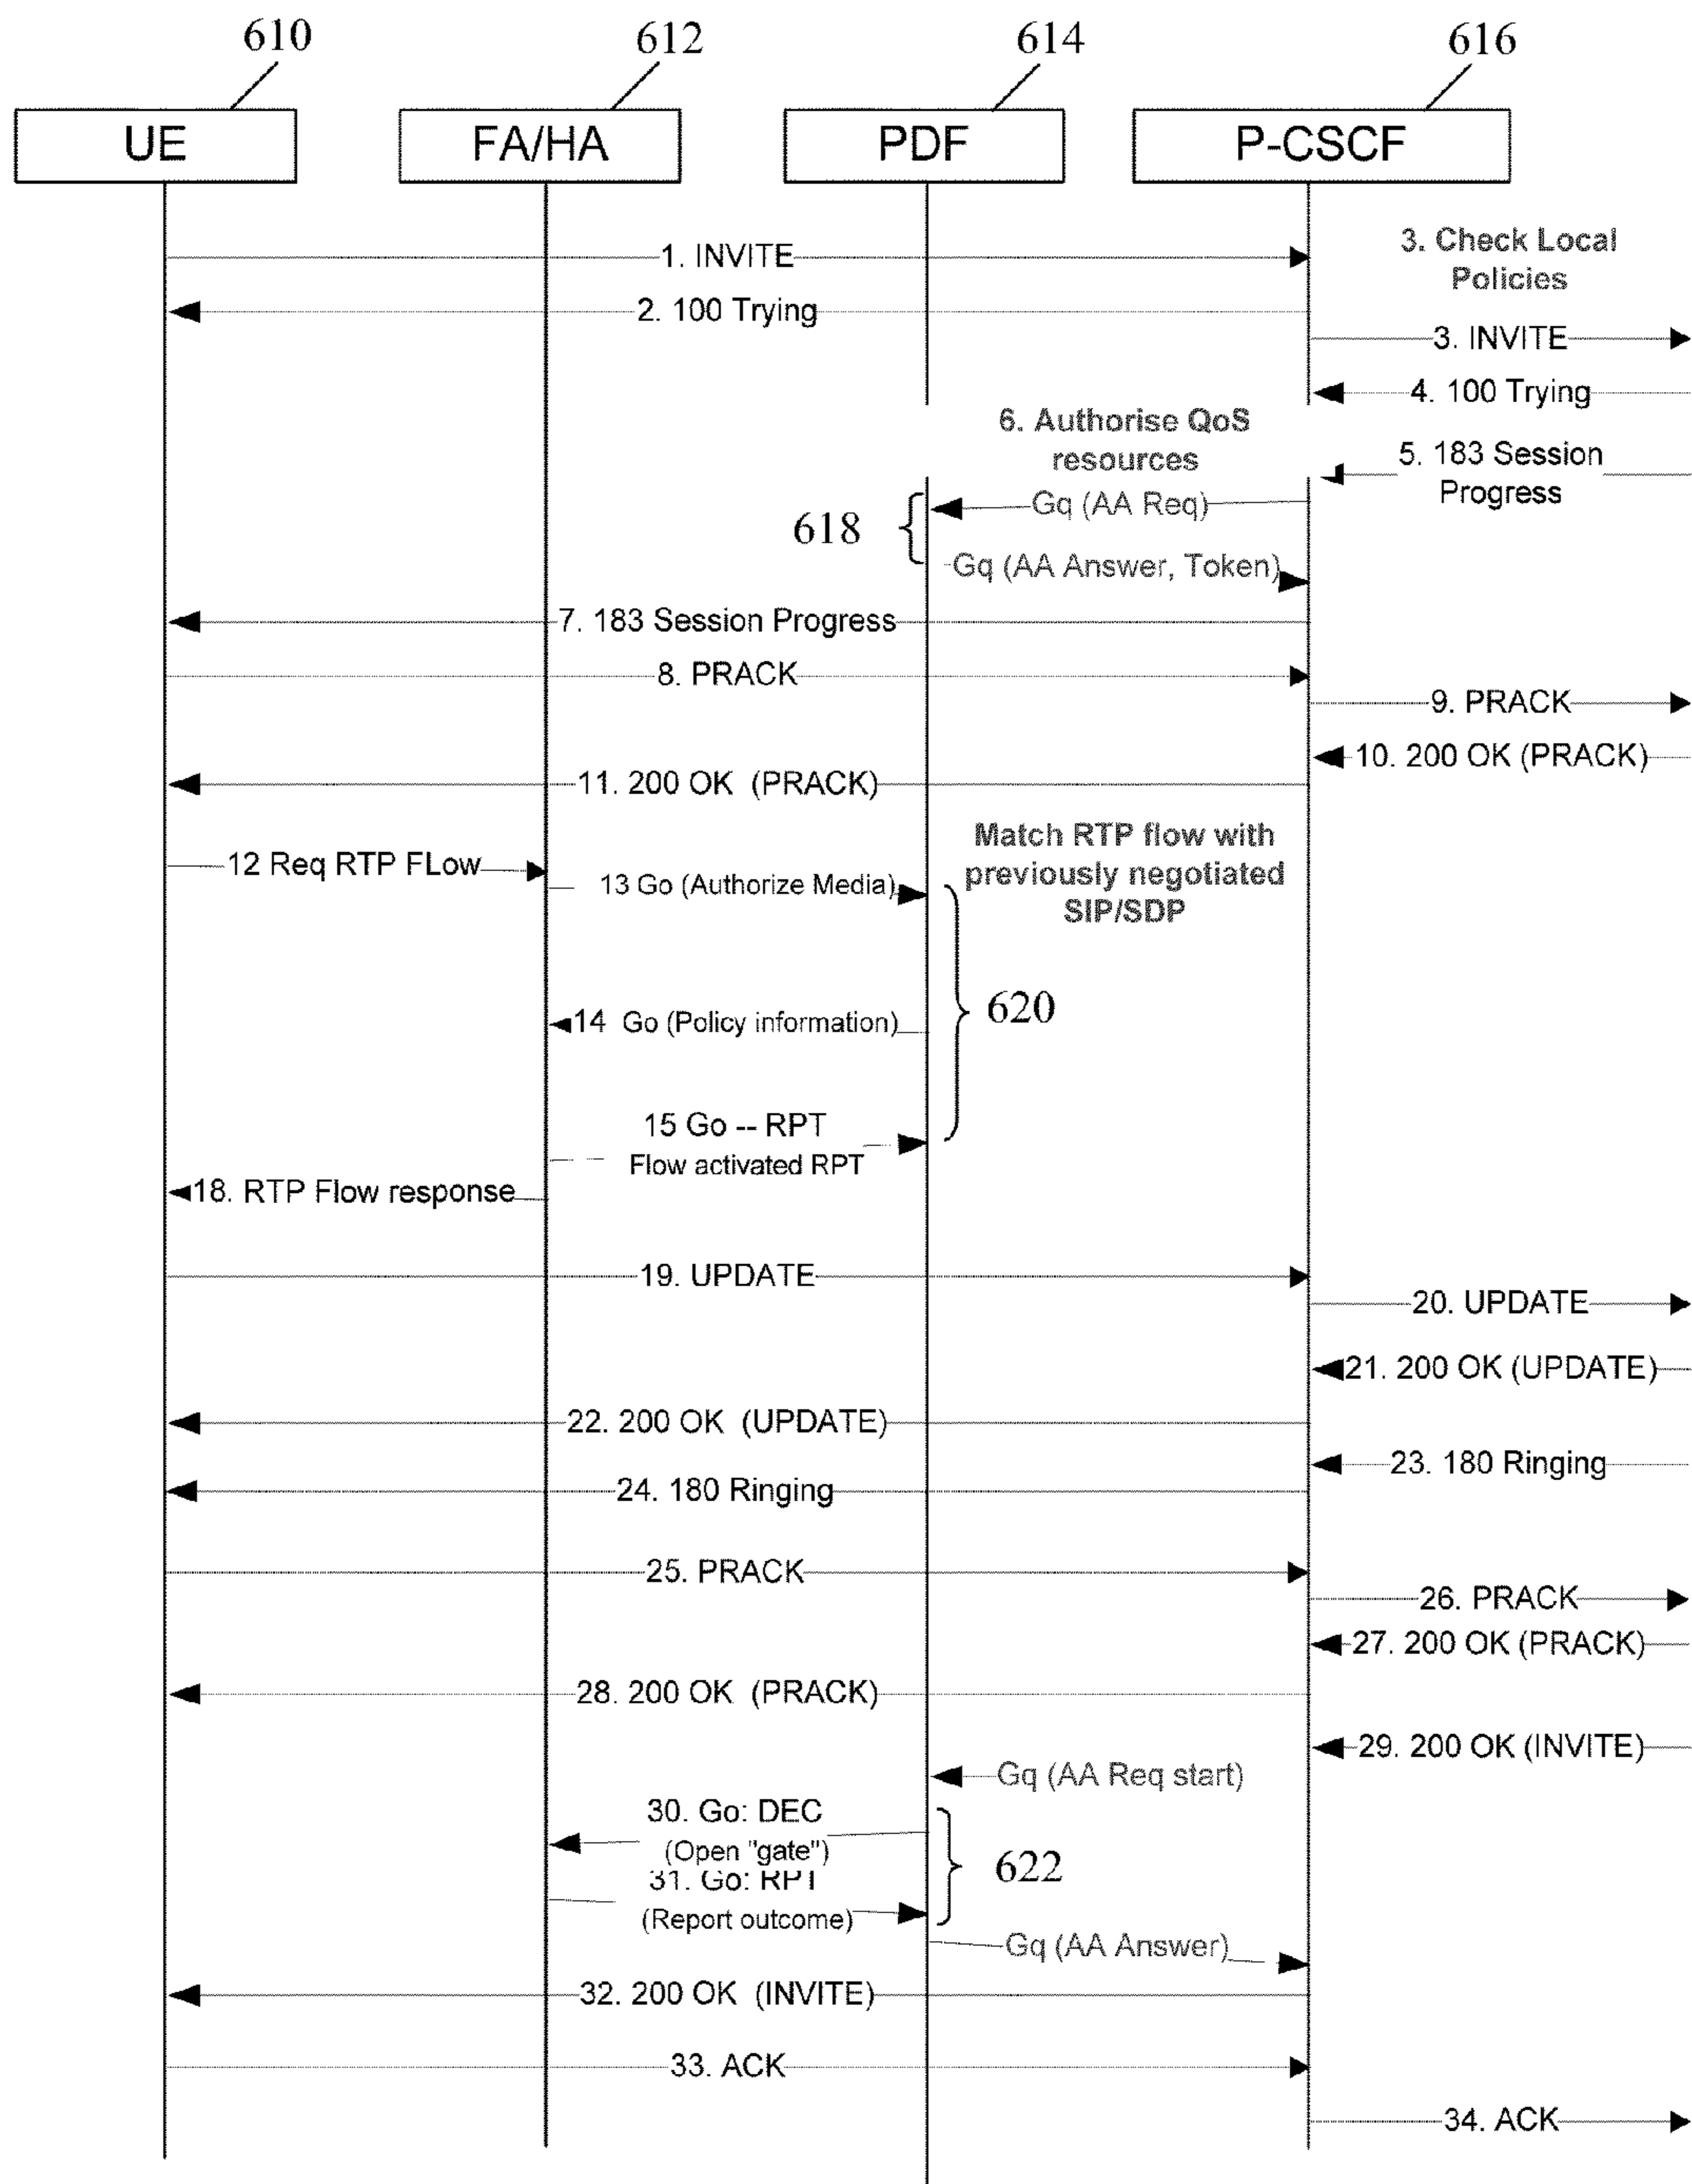 610
612
614
616
UE
FA/HA
PDF
P-CSCF
1. INVITE
3. Check Local
Policies
2. 100 Trying
3. INVITE
4. 100 Trying
6. Authorise QoS
resources
5. 183 Session
Progress
Gq (AA Req)
618
Gq (AA Answer, Token)
7. 183 Session Progress
8. PRACK
9. PRACK
10. 200 OK (PRACK)
11. 200 OK (PRACK)
Match RTP flow with
previously negotiated
SIP/SDP
12 Req RTP FLow
13 Go (Authorize Media)
620
14 Go (Policy information)
15 Go -- RPT
Flow activated RPT
18. RTP Flow response
19. UPDATE
20. UPDATE
21. 200 OK (UPDATE)
22. 200 OK (UPDATE)
23. 180 Ringing
24. 180 Ringing
25. PRACK
26. PRACK
27. 200 OK (PRACK)
28. 200 OK (PRACK)
29. 200 OK (INVITE)
Gq (AA Req start)
30. Go: DEC
(Open "gate")
622
31. Go: RPT
(Report outcome)
Gq (AA Answer)
32. 200 OK (INVITE)
33. ACK
34. ACK